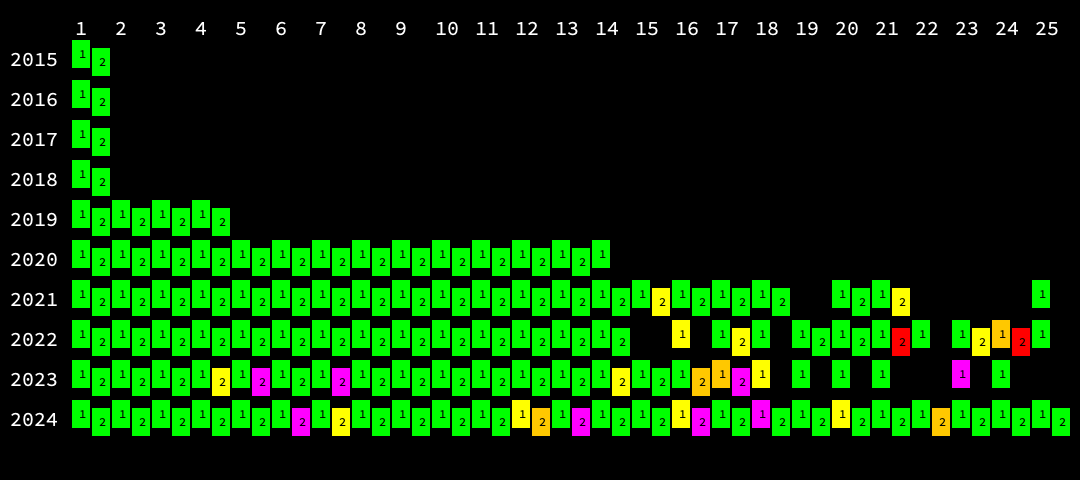 1 2 3 4 5 6 7 8 9 10 11 12 13 14 15 16 17 18 19 20 21 22 23 24 25
2015 1 2
2016 1 2
2017 1 2
2018 1 2
2019 1 2 1 2 1 2 1 2
2020 1 2 1 2 1 2 1 2 1 2 1 2 1 2 1 2 1 2 1 2 1 2 1 2 1 2 1
2021 1 2 1 2 1 2 1 2 1 2 1 2 1 2 1 2 1 2 1 2 1 2 1 2 1 2 1 2 1 2 1 2 1 2 1 2 1 2 1 2 1
2022 1 2 1 2 1 2 1 2 1 2 1 2 1 2 1 2 1 2 1 2 1 2 1 2 1 2 1 2 1 1 2 1 1 2 1 2 1 2 1 1 2 1 2 1
2023 1 2 1 2 1 2 1 2 1 2 1 2 1 2 1 2 1 2 1 2 1 2 1 2 1 2 1 2 1 2 1 2 1 2 1 1 1 1 1 1
2024 1 2 1 2 1 2 1 2 1 2 1 2 1 2 1 2 1 2 1 2 1 2 1 2 1 2 1 2 1 2 1 2 1 2 1 2 1 2 1 2 1 2 1 2 1 2 1 2 1 2